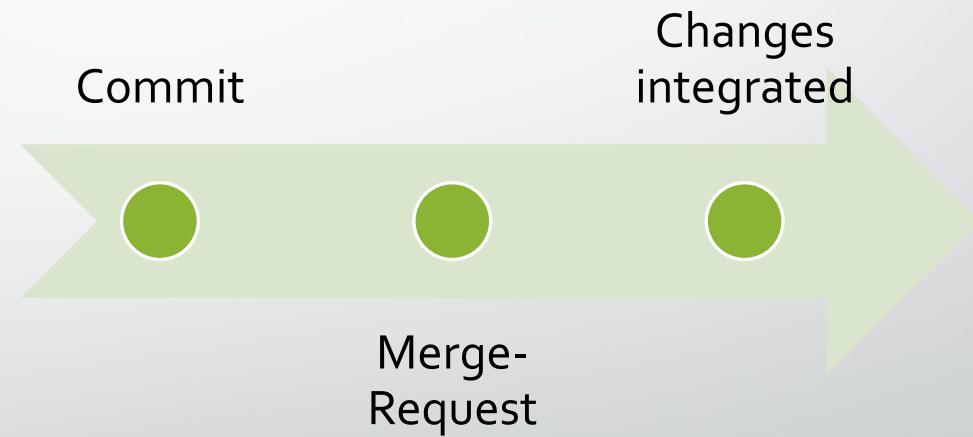 Commit
Merge-
Request
Changes
integrated